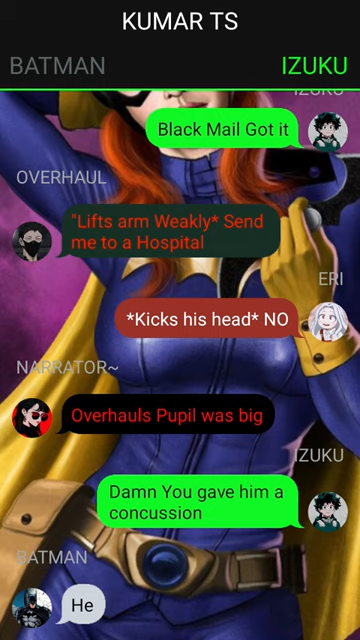 KUMAR TS
BATMAN
IZUKU
IZUKU
Black Mail Got it
OVERHAUL
"Lifts arm Weakly* Send
me to a Hospital
ERI
*Kicks his head* NO
NARRATOR~
Overhauls Pupil was big
IZUKU
Damn You gave him a
concussion
BATMAN
He